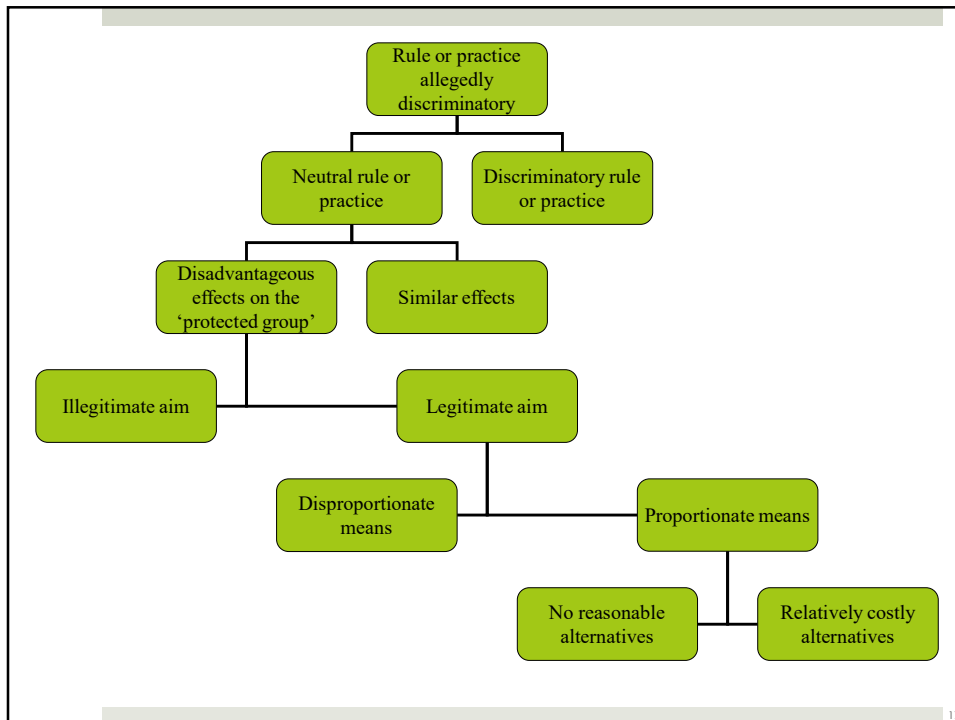 Rule or practice
allegedly
discriminatory
Neutral rule or
practice
Discriminatory rule
or practice
Disadvantageous
effects on the
‘protected group’
Similar effects
Illegitimate aim
Legitimate aim
Disproportionate
means
Proportionate means
No reasonable
alternatives
Relatively costly
alternatives